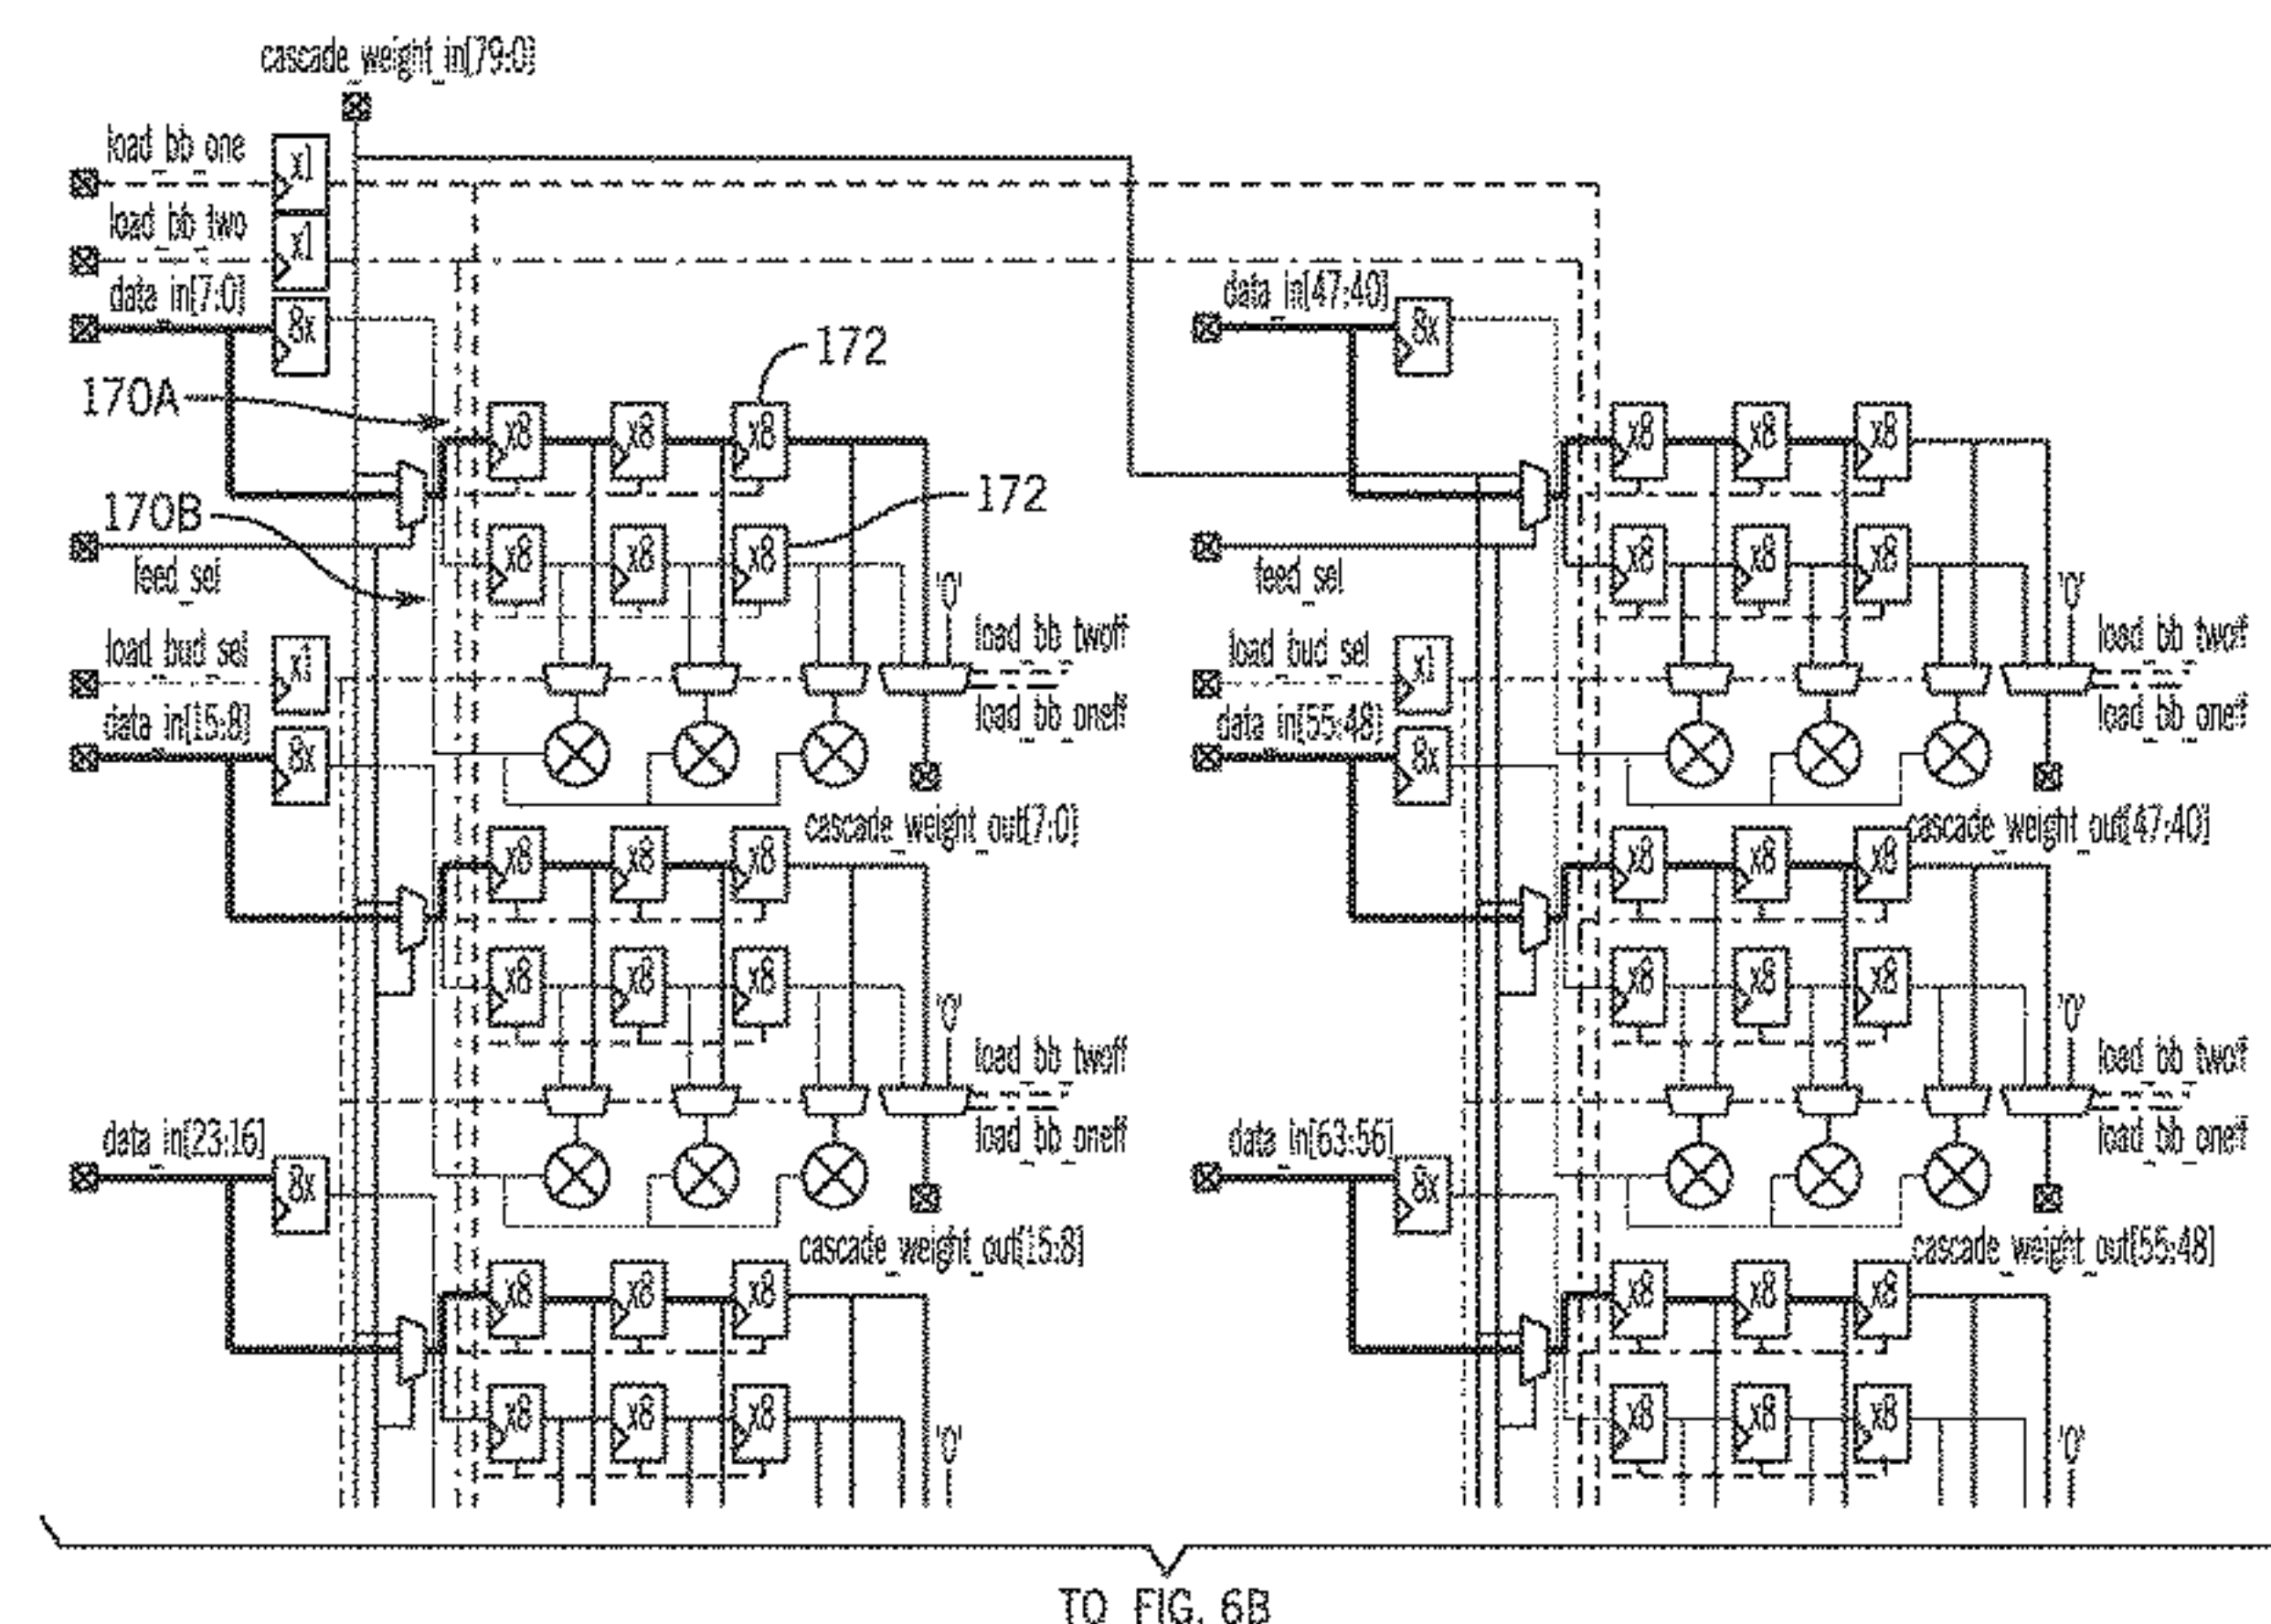 cascade_weight_in[79:0]
load_bb_one
x1
load_bb_two
x1
data_in[7:0]
8x
170A
172
x8 x8 x8
170B
172
feed_sel
x8 x8 x8
'0'
load_bb_twoff
load_bb_oneff
load_bud_sel
x1
data_in[15:8]
8x
cascade_weight_out[7:0]
x8 x8 x8
x8 x8 x8
'0'
load_bb_twoff
load_bb_oneff
data_in[23:16]
8x
cascade_weight_out[15:8]
x8 x8 x8
x8 x8 x8
'0'
data_in[47:40]
8x
x8 x8 x8
feed_sel
x8 x8 x8
'0'
load_bb_twoff
load_bb_oneff
load_bud_sel
x1
data_in[55:48]
8x
cascade_weight_out[47:40]
x8 x8 x8
x8 x8 x8
'0'
load_bb_twoff
load_bb_oneff
data_in[63:56]
8x
cascade_weight_out[55:48]
x8 x8 x8
x8 x8 x8
'0'
TO FIG. 6B